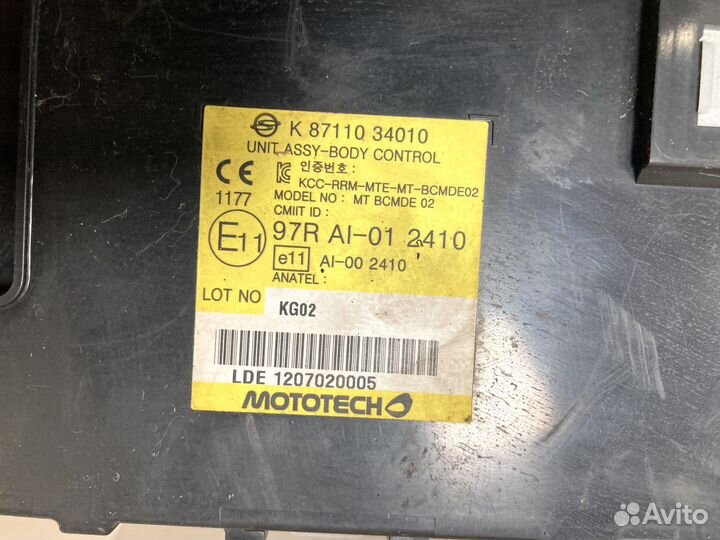 K 87110 34010
UNIT ASSY-BODY CONTROL
CE 1177
인증번호 :
KCC-RRM-MTE-MT-BCMDE02
MODEL NO : MT BCMDE 02
CMIIT ID :
E11 97R AI-01 2410
e11 AI-00 2410
ANATEL :
LOT NO KG02
LDE 1207020005
MOTOTECH
Avito